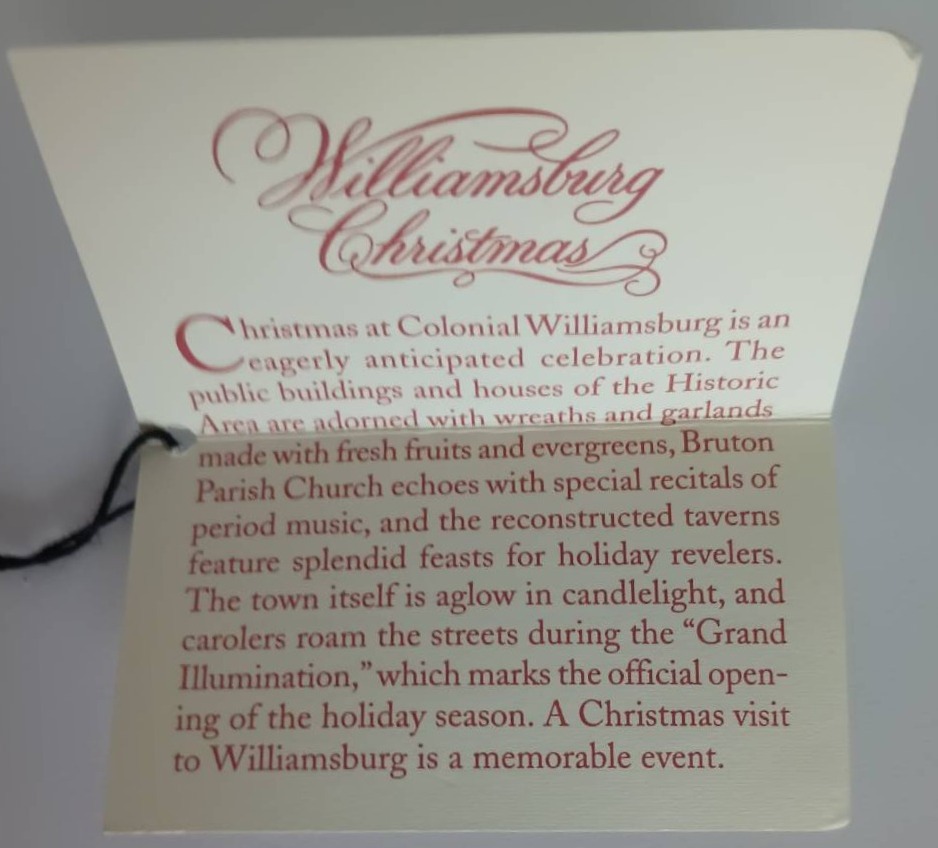 Williamsburg
Christmas
Christmas at Colonial Williamsburg is an
eagerly anticipated celebration. The
public buildings and houses of the Historic
Area are adorned with wreaths and garlands
made with fresh fruits and evergreens, Bruton
Parish Church echoes with special recitals of
period music, and the reconstructed taverns
feature splendid feasts for holiday revelers.
The town itself is aglow in candlelight, and
carolers roam the streets during the “Grand
Illumination,” which marks the official open-
ing of the holiday season. A Christmas visit
to Williamsburg is a memorable event.